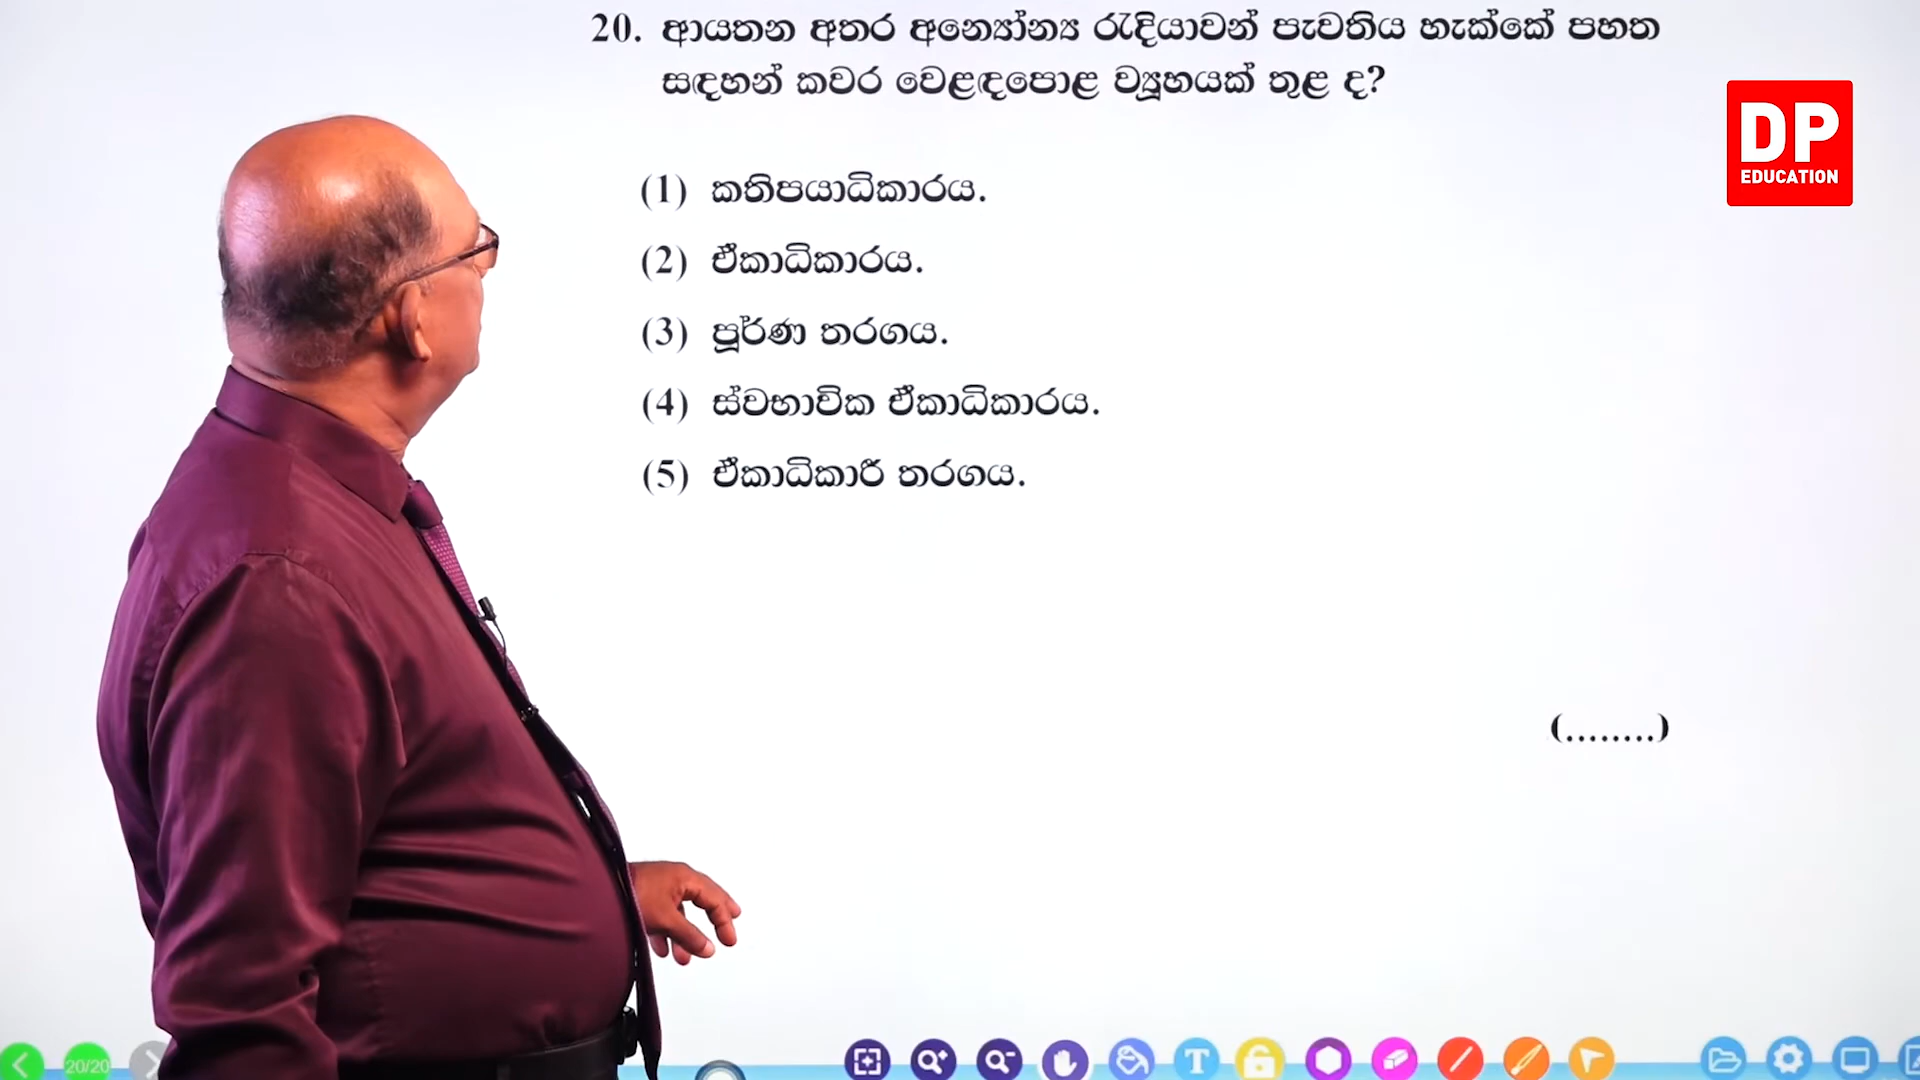 20. ආයතන අතර අන්‍යෝන්‍ය රැඳියාවන් පැවතිය හැක්කේ පහත
සඳහන් කවර වෙළඳපොළ ව්‍යූහයක් තුළ ද?
DP
EDUCATION
(1) කතිපයාධිකාරය.
(2) ඒකාධිකාරය.
(3) පූර්ණ තරගය.
(4) ස්වභාවික ඒකාධිකාරය.
(5) ඒකාධිකාරී තරගය.
(........)
20/20
T